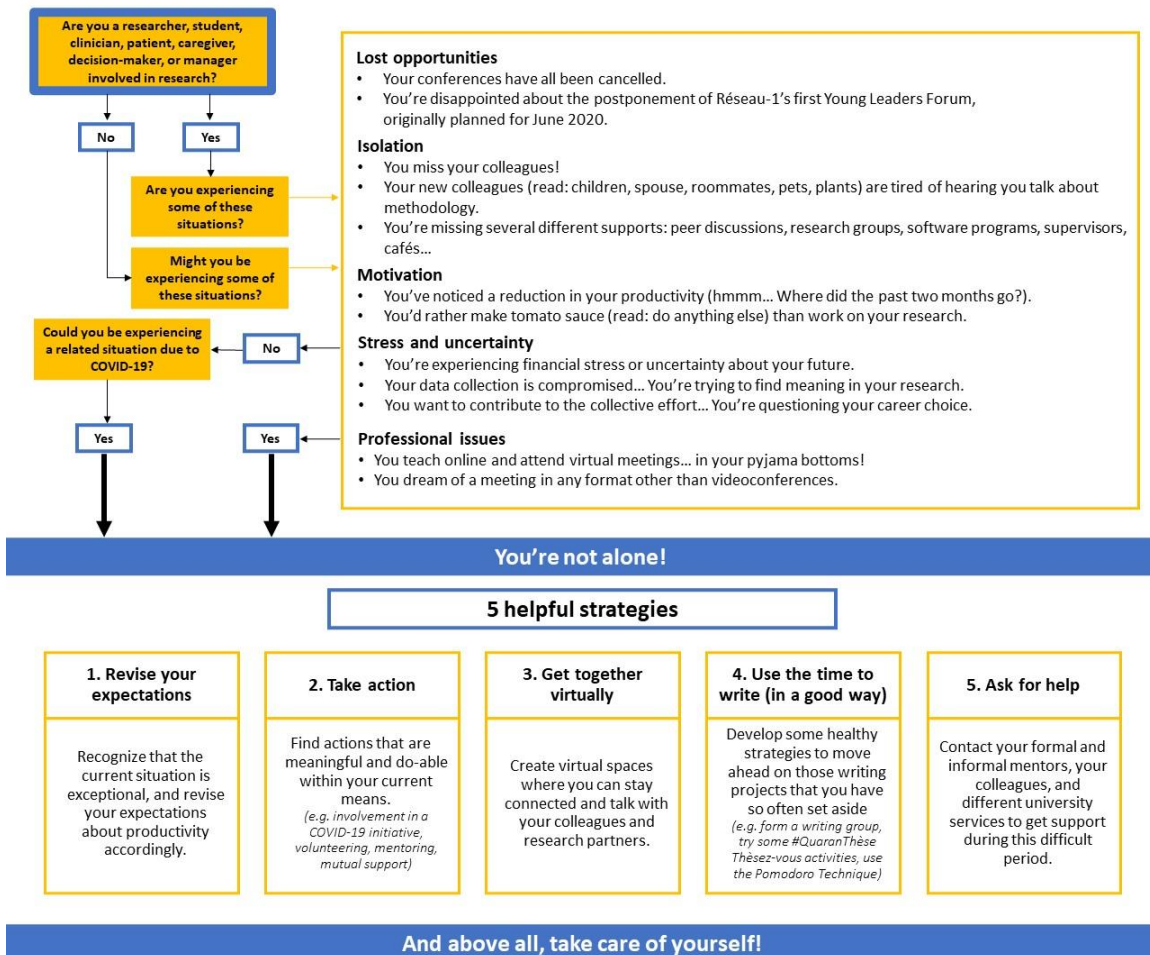 Are you a researcher, student,
clinician, patient, caregiver,
decision-maker, or manager
involved in research?
No
Yes
Are you experiencing
some of these
situations?
Might you be
experiencing some of
these situations?
Could you be experiencing
a related situation due to
COVID-19?
No
Yes
Yes
Lost opportunities
• Your conferences have all been cancelled.
• You're disappointed about the postponement of Réseau-1's first Young Leaders Forum,
originally planned for June 2020.
Isolation
• You miss your colleagues!
• Your new colleagues (read: children, spouse, roommates, pets, plants) are tired of hearing you talk about
methodology.
• You're missing several different supports: peer discussions, research groups, software programs, supervisors,
cafés...
Motivation
• You've noticed a reduction in your productivity (hmmm... Where did the past two months go?).
• You'd rather make tomato sauce (read: do anything else) than work on your research.
Stress and uncertainty
• You're experiencing financial stress or uncertainty about your future.
• Your data collection is compromised... You're trying to find meaning in your research.
• You want to contribute to the collective effort... You're questioning your career choice.
Professional issues
• You teach online and attend virtual meetings... in your pyjama bottoms!
• You dream of a meeting in any format other than videoconferences.
You're not alone!
5 helpful strategies
1. Revise your
expectations
Recognize that the
current situation is
exceptional, and revise
your expectations
about productivity
accordingly.
2. Take action
Find actions that are
meaningful and do-able
within your current
means.
(e.g. involvement in a
COVID-19 initiative,
volunteering, mentoring,
mutual support)
3. Get together
virtually
Create virtual spaces
where you can stay
connected and talk with
your colleagues and
research partners.
4. Use the time to
write (in a good way)
Develop some healthy
strategies to move
ahead on those writing
projects that you have
so often set aside
(e.g. form a writing group,
try some #QuaranThèse
Thèsez-vous activities, use
the Pomodoro Technique)
5. Ask for help
Contact your formal and
informal mentors, your
colleagues, and
different university
services to get support
during this difficult
period.
And above all, take care of yourself!